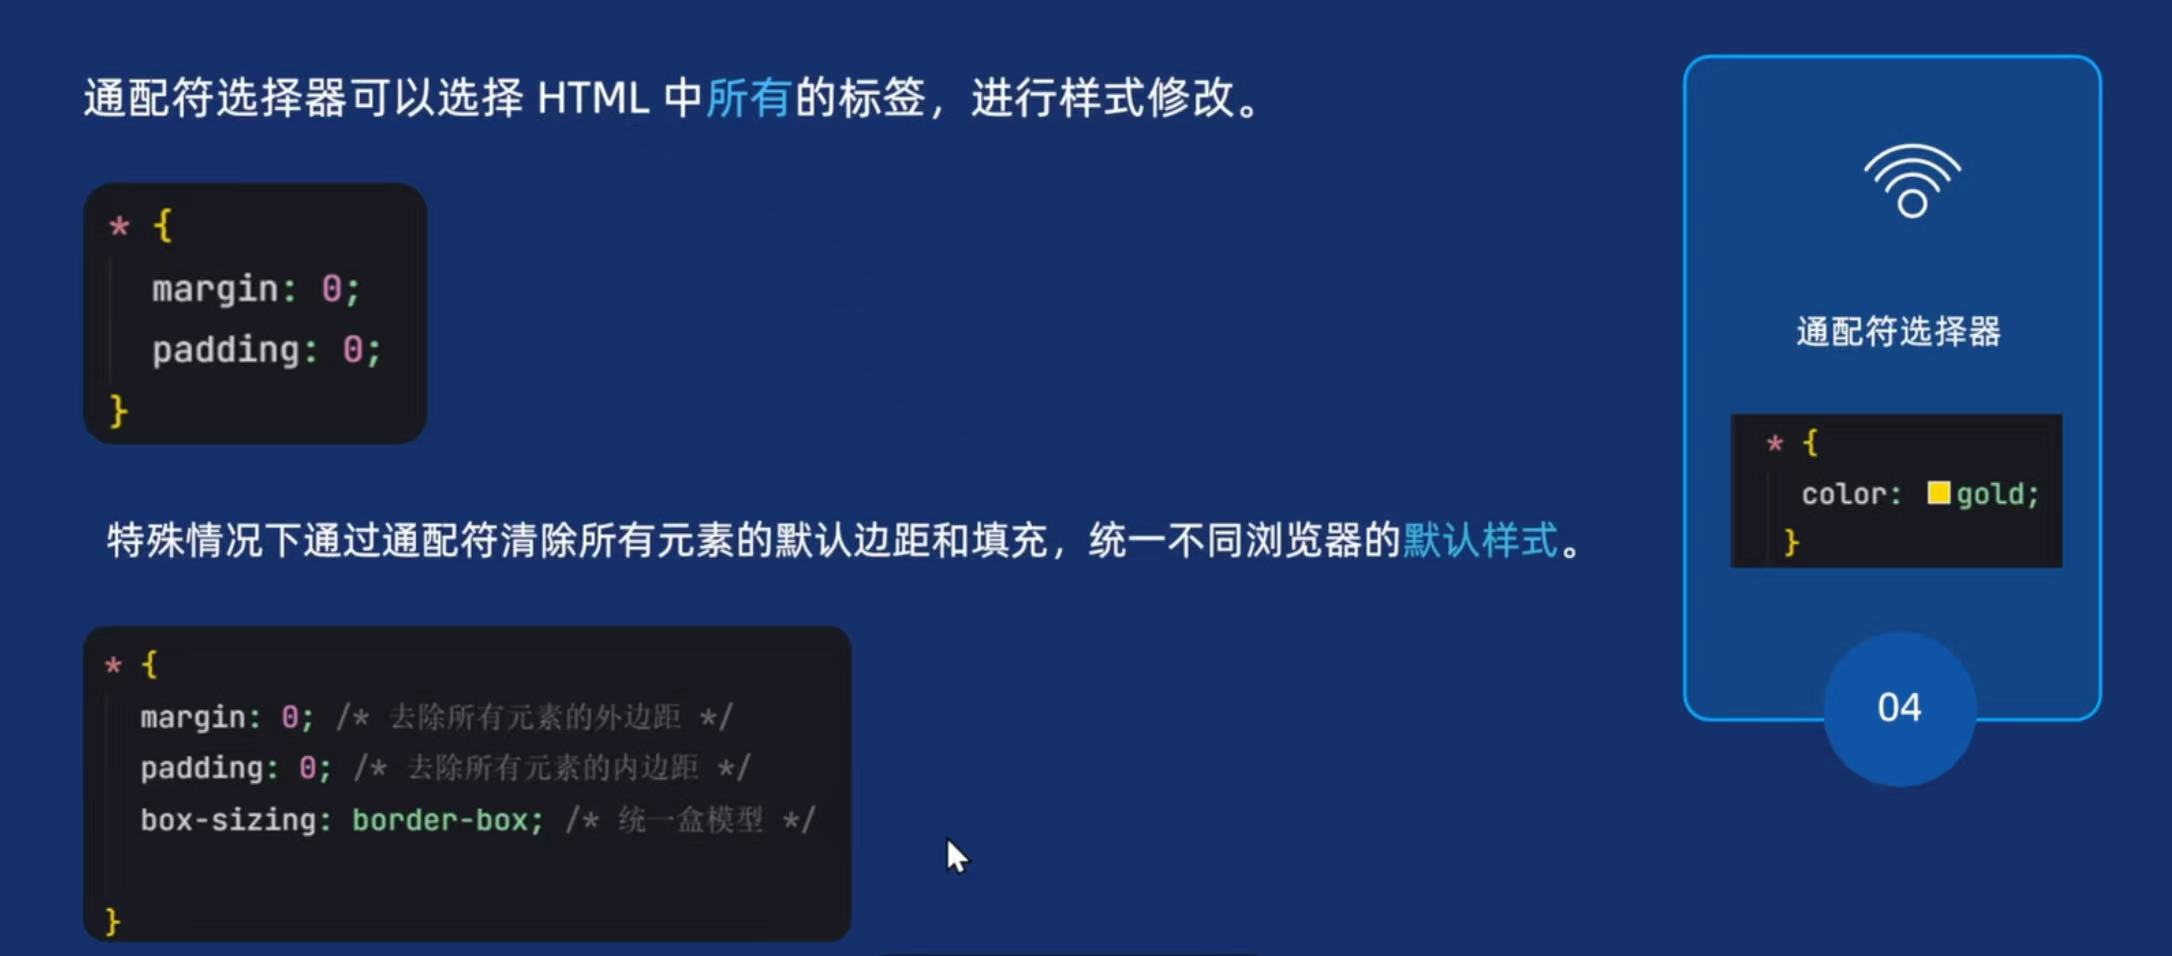 通配符选择器可以选择 HTML 中所有的标签，进行样式修改。
* {
margin: 0;
padding: 0;
}
特殊情况下通过通配符清除所有元素的默认边距和填充，统一不同浏览器的默认样式。
* {
margin: 0; /* 去除所有元素的外边距 */
padding: 0; /* 去除所有元素的内边距 */
box-sizing: border-box; /* 统一盒模型 */
}
通配符选择器
* {
color: gold;
}
04